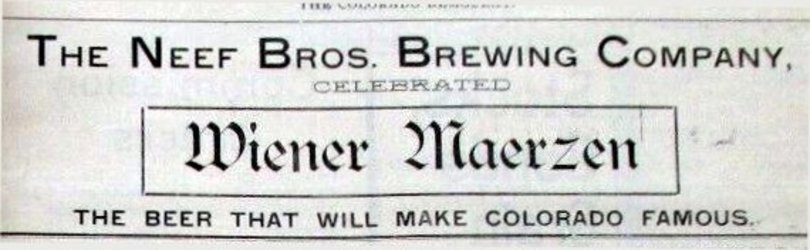 THE NEEF BROS. BREWING COMPANY,
CELEBRATED
Wiener Maerzen
THE BEER THAT WILL MAKE COLORADO FAMOUS.